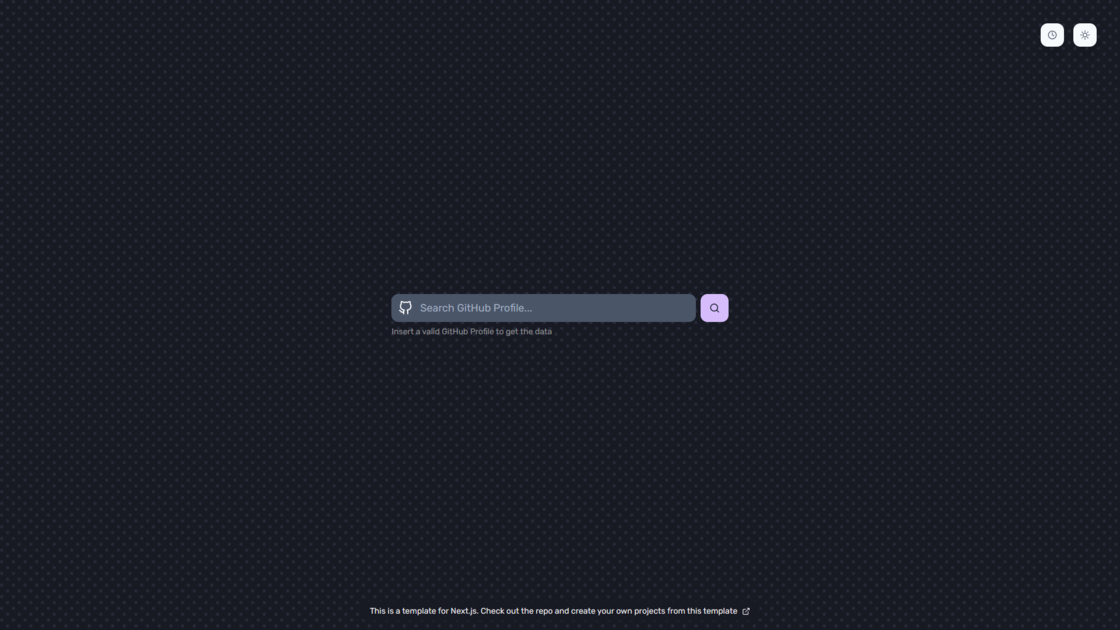 Search GitHub Profile...
Insert a valid GitHub Profile to get the data
This is a template for Next.js. Check out the repo and create your own projects from this template